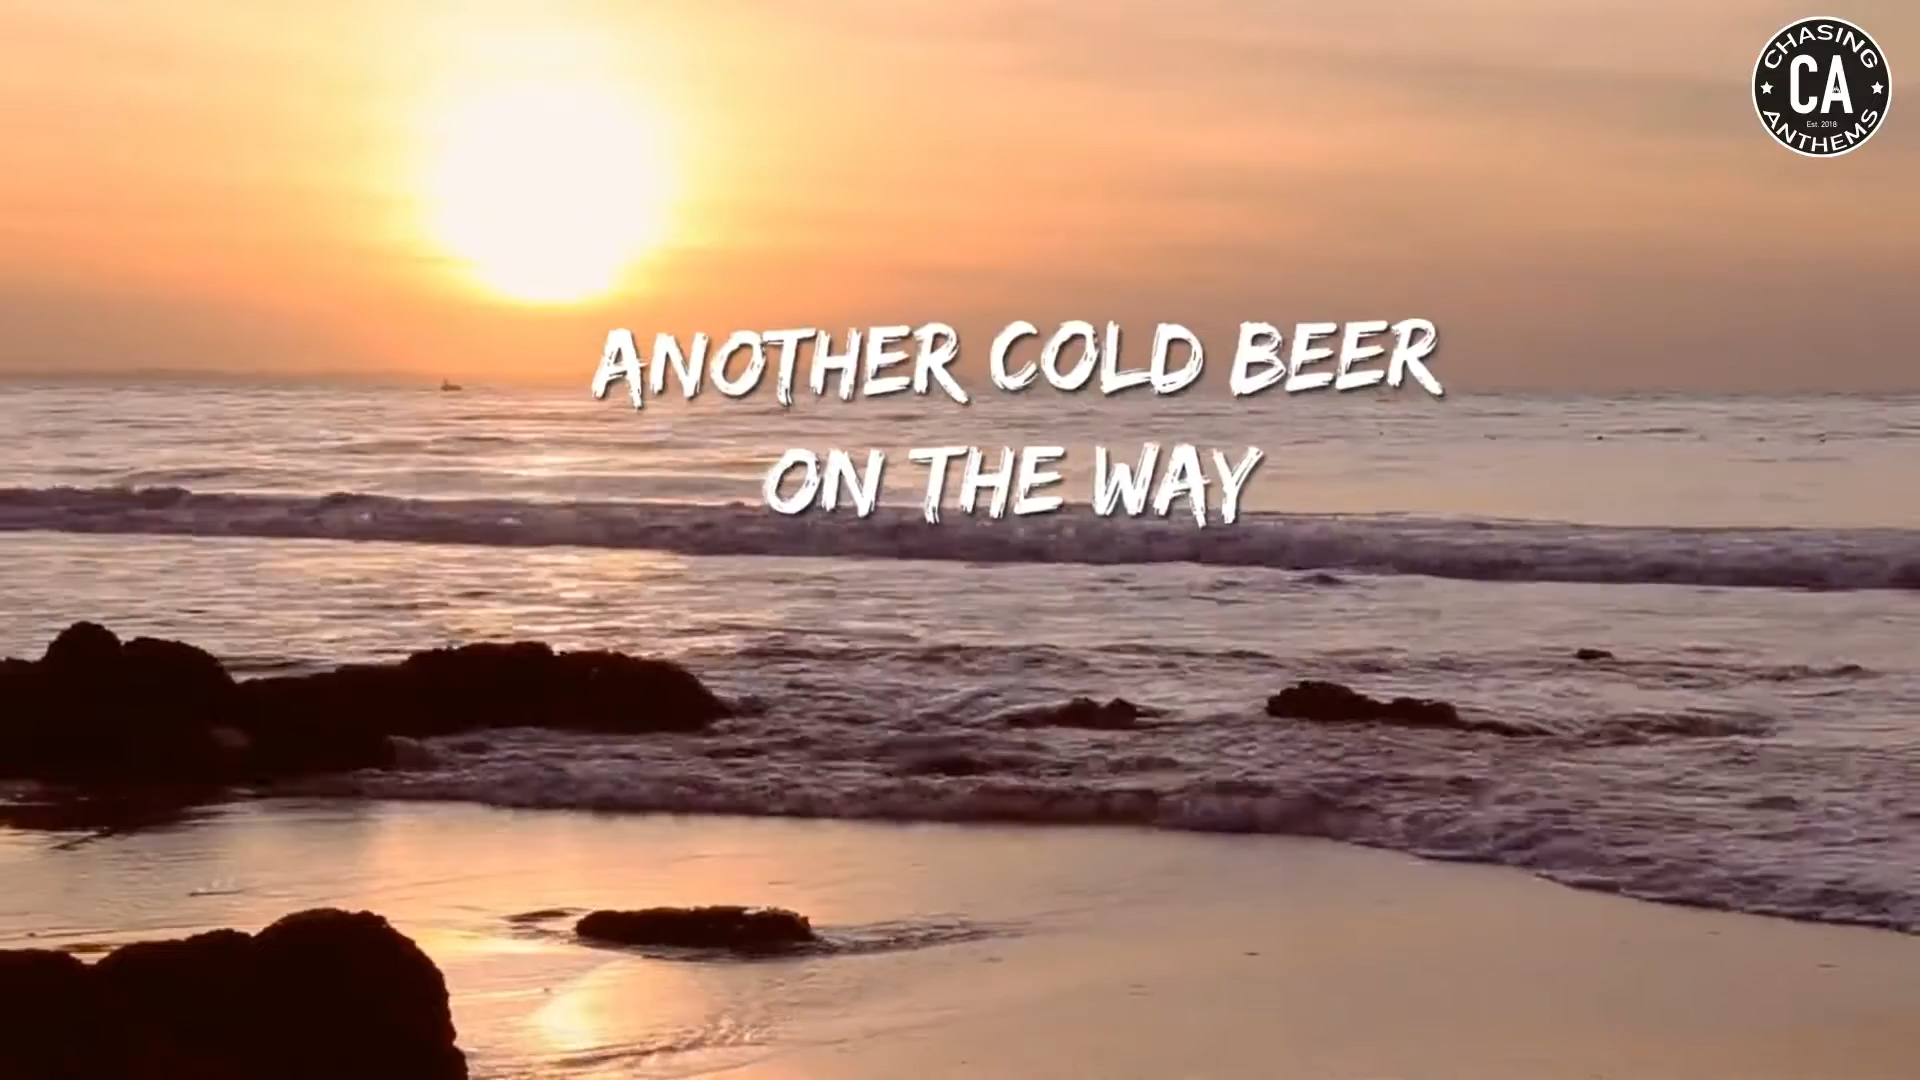 CHASING
CA
Est. 2018
ANTHEMS
ANOTHER COLD BEER
ON THE WAY